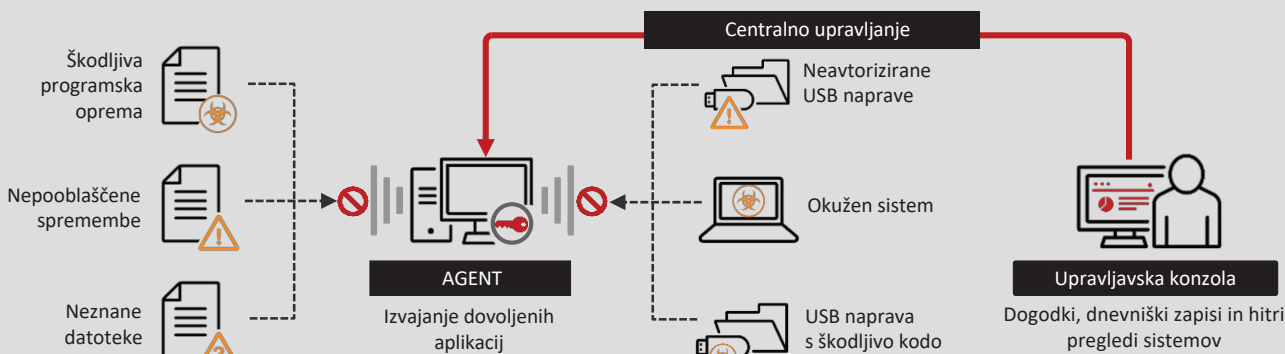 Centralno upravljanje
Škodljiva
programska
oprema
Nepooblaščene
spremembe
Neznane
datoteke
AGENT
Izvajanje dovoljenih
aplikacij
Neavtorizirane
USB naprave
Okužen sistem
USB naprava
s škodljivo kodo
Upravljavska konzola
Dogodki, dnevniški zapisi in hitri
pregledi sistemov